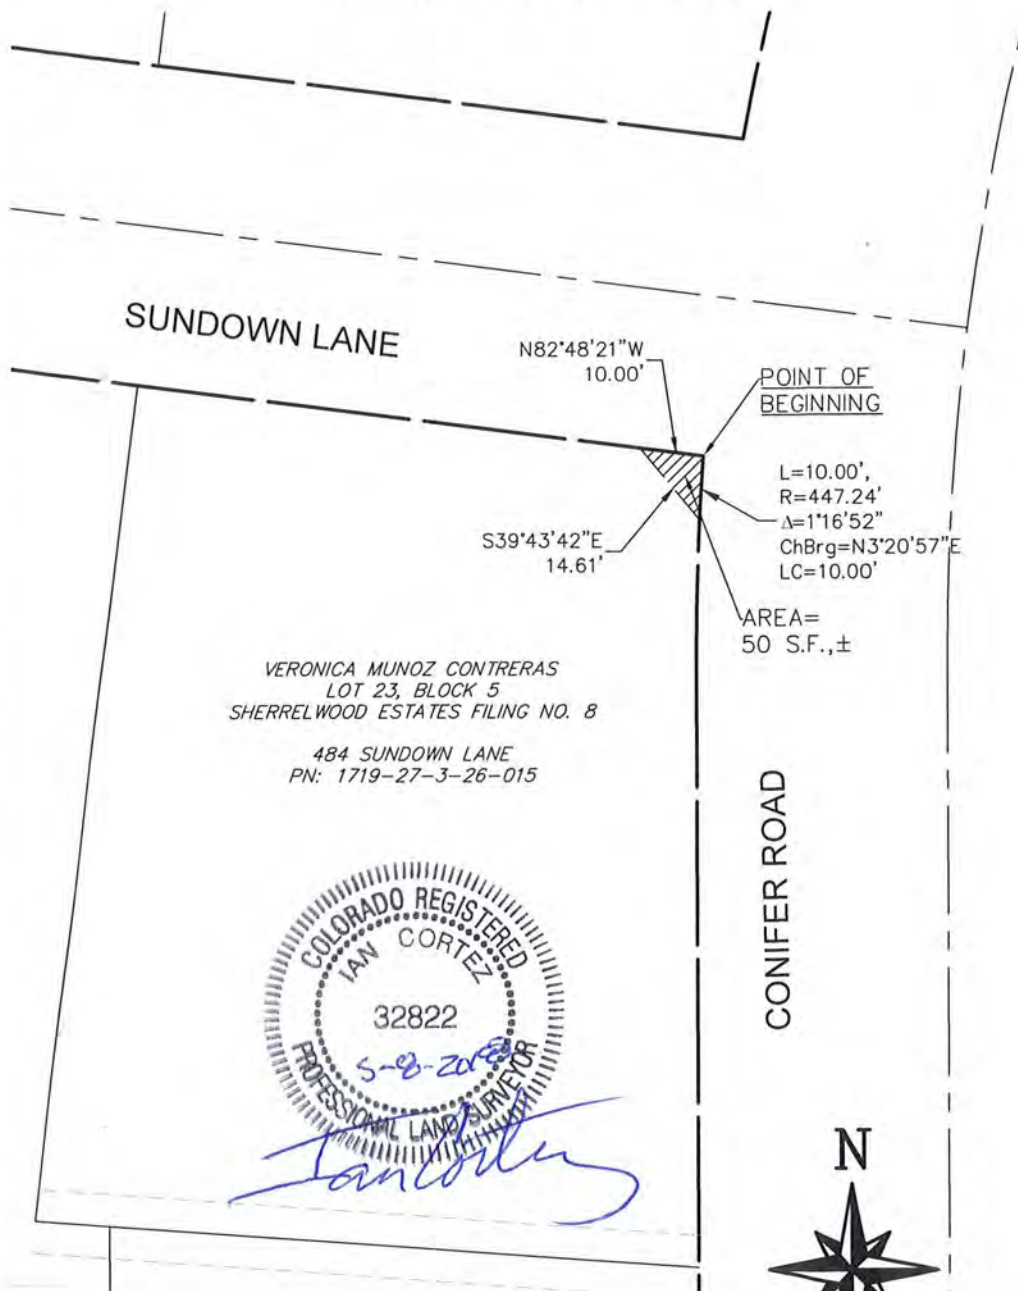 SUNDOWN LANE
N82°48'21"W
10.00'
POINT OF
BEGINNING
L=10.00',
R=447.24'
Δ=1°16'52"
ChBrg=N3°20'57"E
LC=10.00'
S39°43'42"E
14.61'
AREA=
50 S.F.,±
VERONICA MUNOZ CONTRERAS
LOT 23, BLOCK 5
SHERRELWOOD ESTATES FILING NO. 8
484 SUNDOWN LANE
PN: 1719-27-3-26-015
CONIFER ROAD
COLORADO REGISTERED
IAN CORTEZ
32822
PROFESSIONAL LAND SURVEYOR
Ian Cortez
N